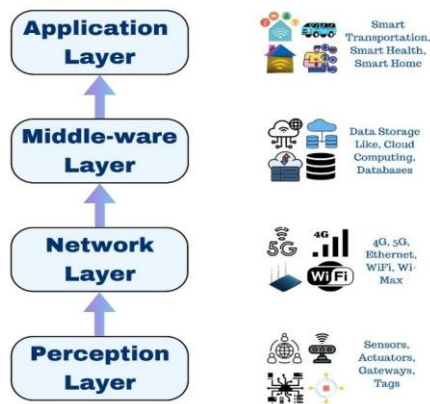 Application
Layer
Smart
Transportation,
Smart Health,
Smart Home
Middle-ware
Layer
Data Storage
Like, Cloud
Computing,
Databases
Network
Layer
5G
4G
WiFi
4G, 5G,
Ethernet,
WiFi, Wi-
Max
Perception
Layer
Sensors,
Actuators,
Gateways,
Tags